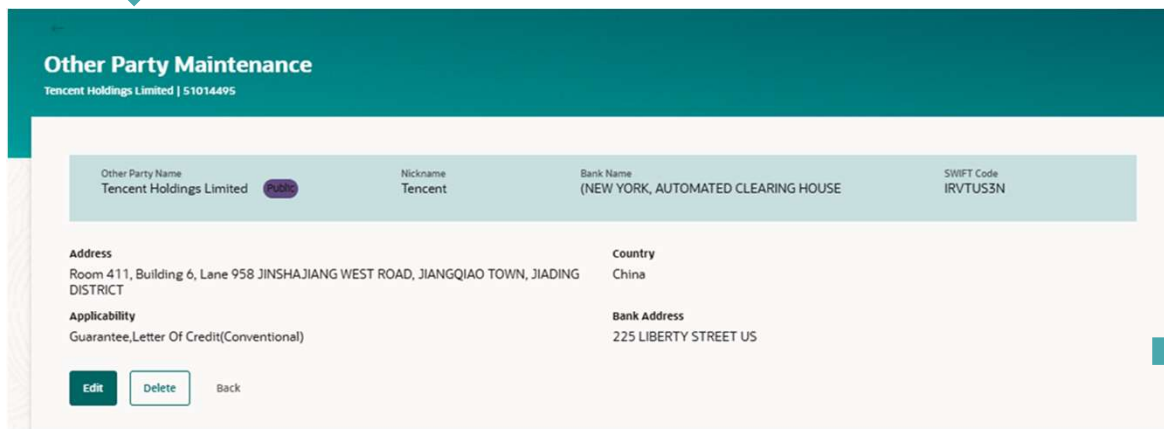 Other Party Maintenance
Tencent Holdings Limited | 51014495
Other Party Name
Tencent Holdings Limited Public
Nickname
Tencent
Bank Name
(NEW YORK, AUTOMATED CLEARING HOUSE
SWIFT Code
IRVTUS3N
Address
Room 411, Building 6, Lane 958 JINSHAJIANG WEST ROAD, JIANGQIAO TOWN, JIADING
DISTRICT
Country
China
Applicability
Guarantee,Letter Of Credit(Conventional)
Bank Address
225 LIBERTY STREET US
Edit Delete Back